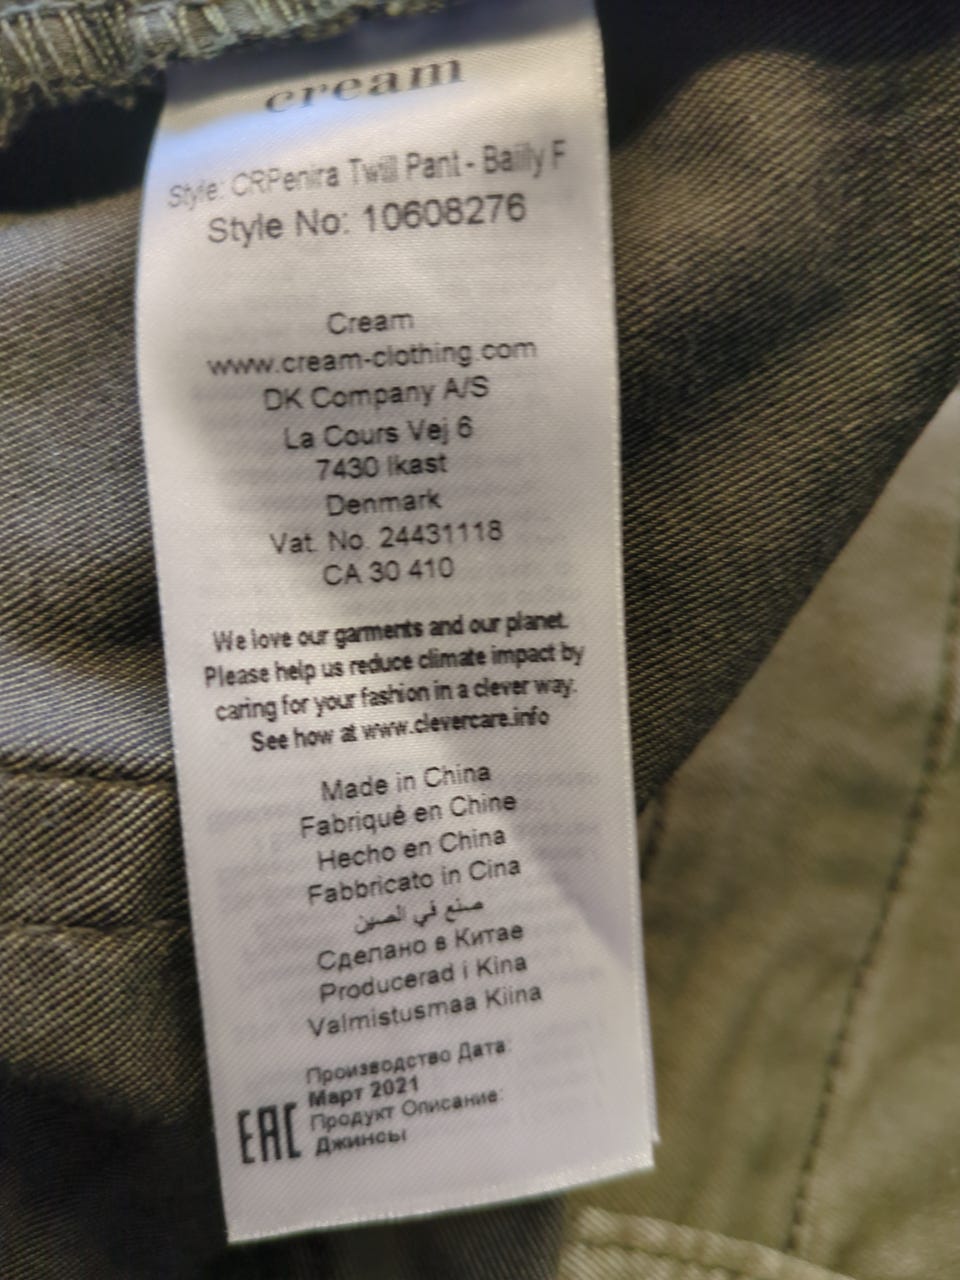 cream
Style: CRPenira Twill Pant - Baiily F
Style No: 10608276
Cream
www.cream-clothing.com
DK Company A/S
La Cours Vej 6
7430 Ikast
Denmark
Vat. No. 24431118
CA 30 410
We love our garments and our planet.
Please help us reduce climate impact by
caring for your fashion in a clever way.
See how at www.clevercare.info
Made in China
Fabriqué en Chine
Hecho en China
Fabbricato in Cina
صنع في الصين
Сделано в Китае
Producerad i Kina
Valmistusmaa Kiina
Производство Дата:
Март 2021
Продукт Описание:
Джинсы
EAC